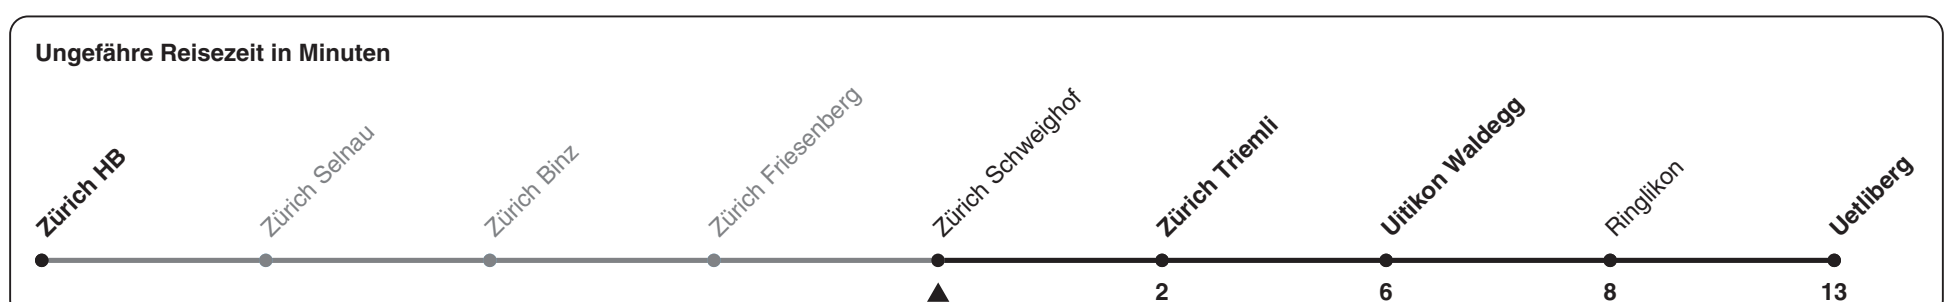 Ungefähre Reisezeit in Minuten
Zürich HB
Zürich Selnau
Zürich Binz
Zürich Friesenberg
Zürich Schweighof
Zürich Triemli
Uitikon Waldegg
Ringlikon
Uetliberg
2 6 8 13